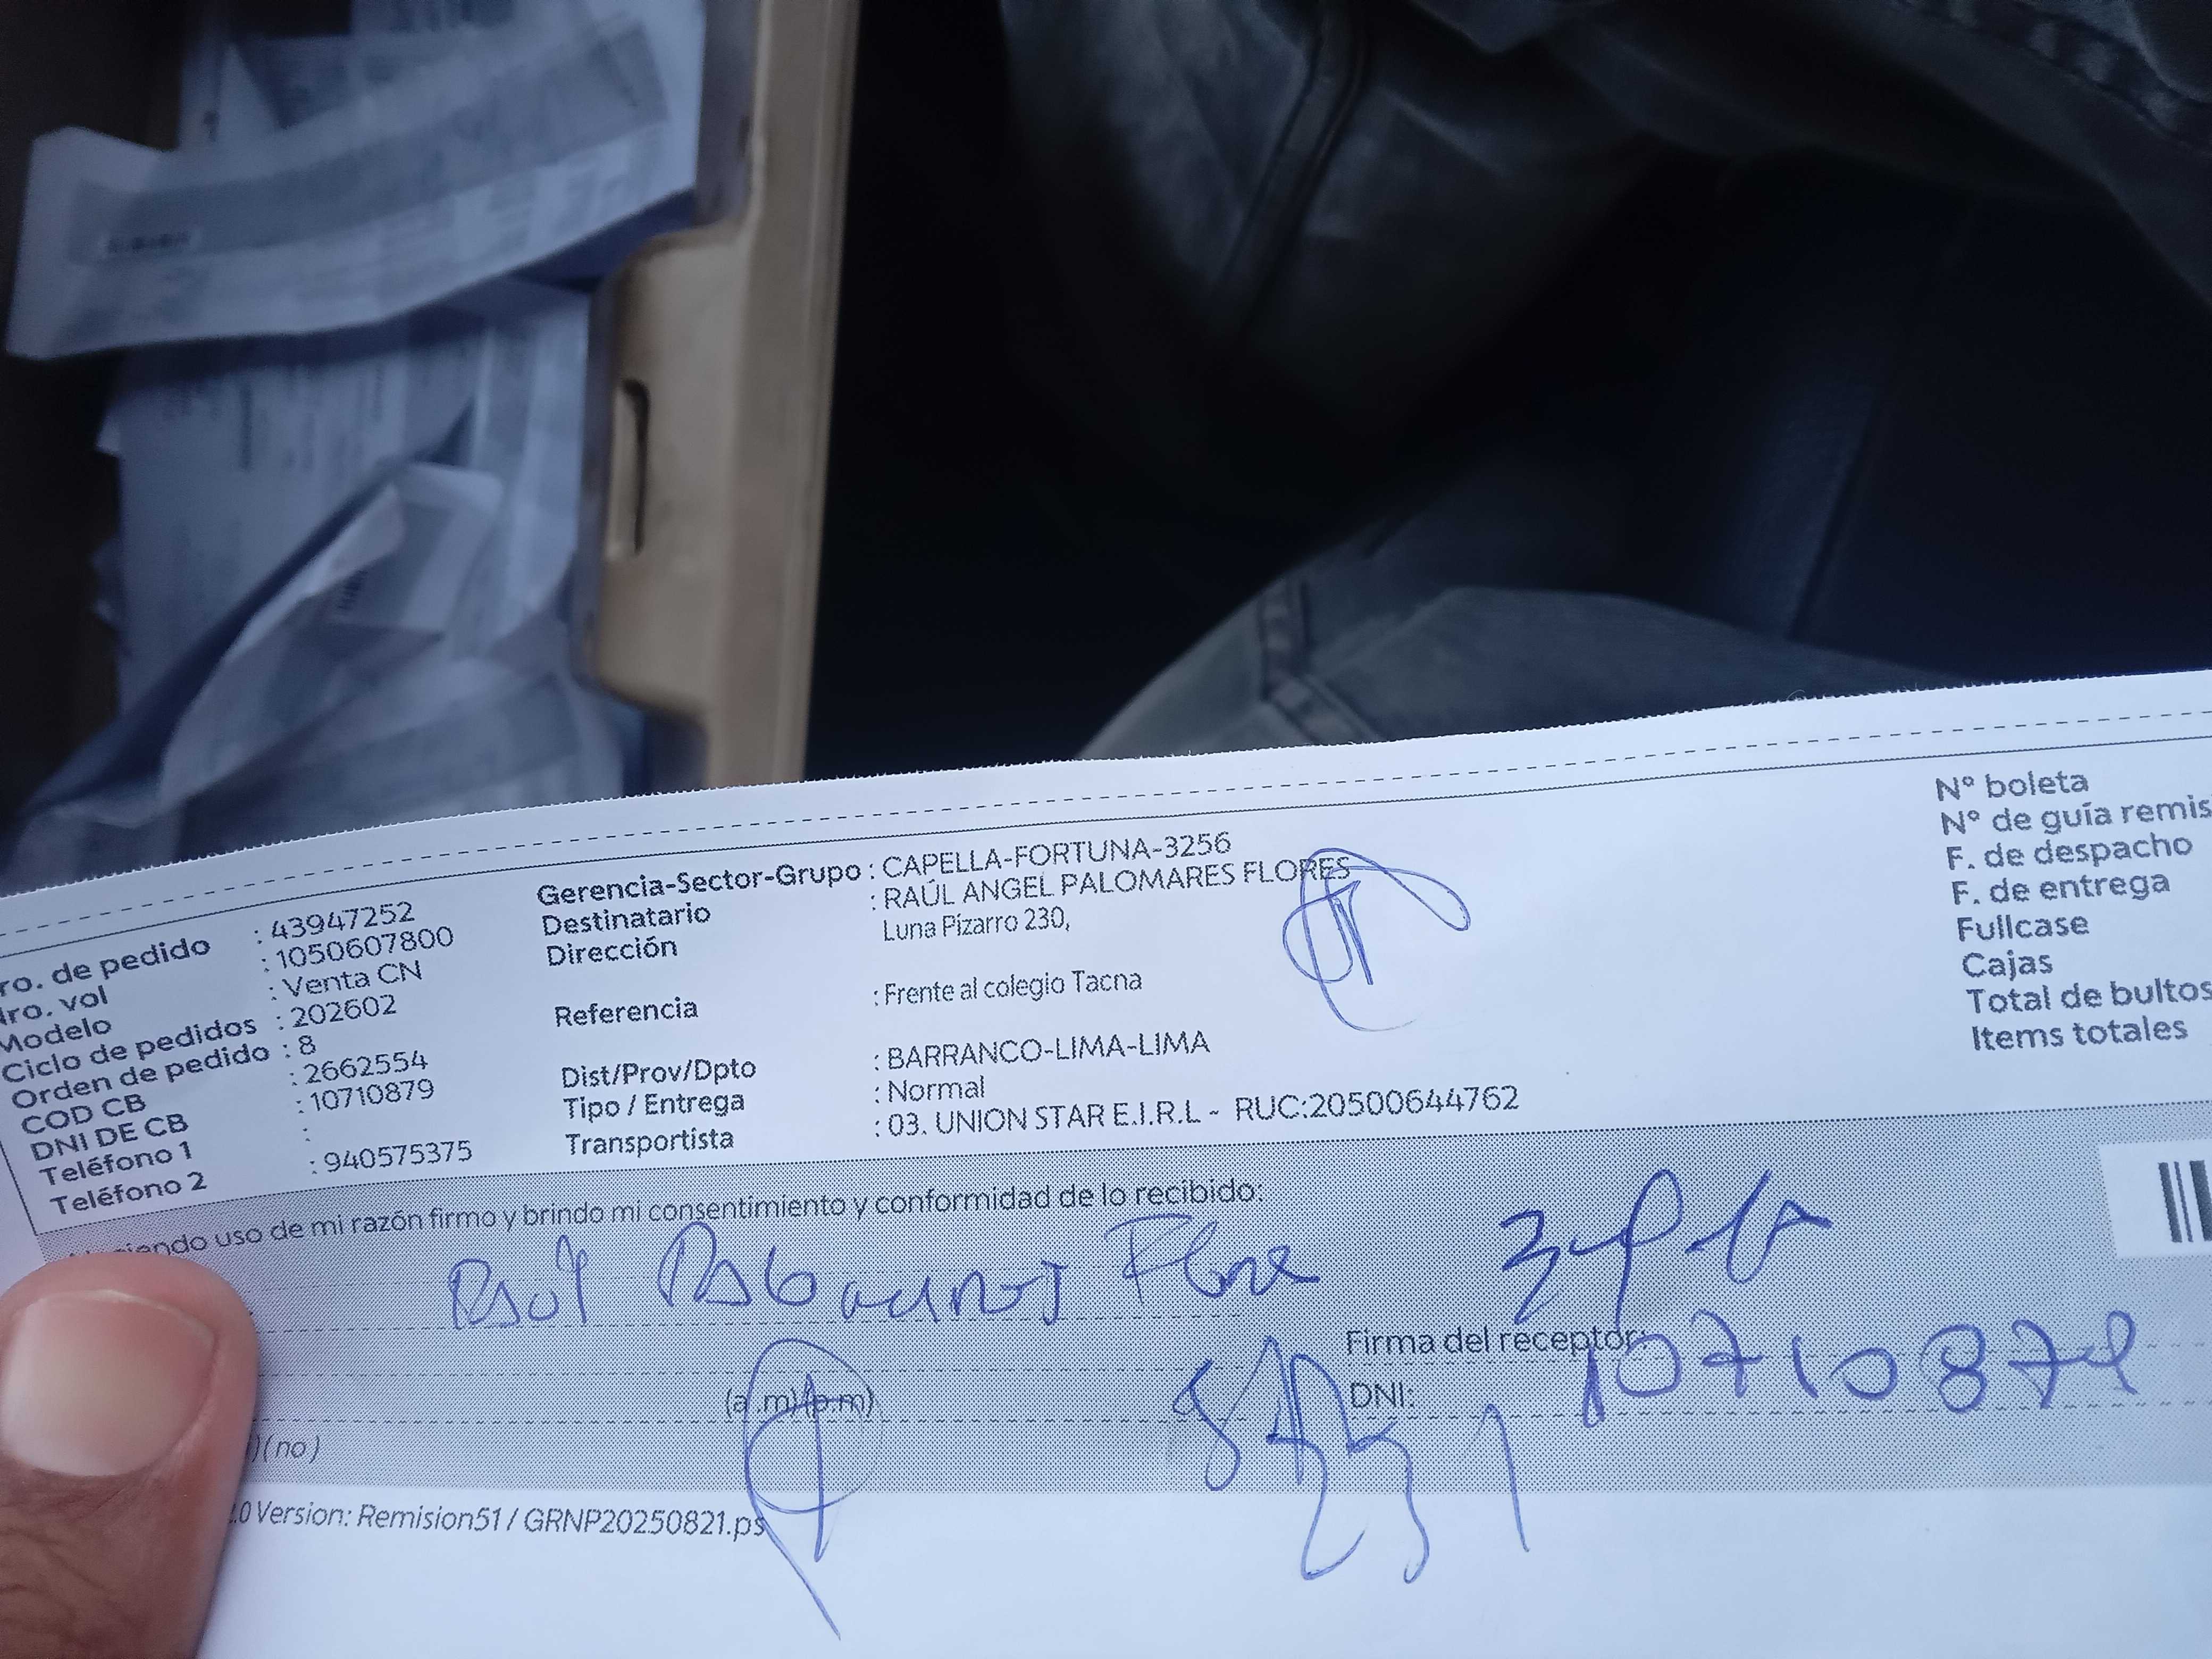 ro. de pedido : 43947252
Nro. vol : 1050607800
Modelo : Venta CN
Ciclo de pedidos : 202602
Orden de pedido : 8
COD CB : 2662554
DNI DE CB : 10710879
Teléfono 1 :
Teléfono 2 : 940575375
Gerencia-Sector-Grupo : CAPELLA-FORTUNA-3256
Destinatario : RAÚL ANGEL PALOMARES FLORES
Dirección Luna Pizarro 230,
Referencia : Frente al colegio Tacna
Dist/Prov/Dpto : BARRANCO-LIMA-LIMA
Tipo / Entrega : Normal
Transportista : 03. UNION STAR E.I.R.L - RUC:20500644762
N° boleta
N° de guía remis
F. de despacho
F. de entrega
Fullcase
Cajas
Total de bultos
Items totales
uso de mi razón firmo y brindo mi consentimiento y conformidad de lo recibido:
Firma del receptor:
(a .m)(p m) DNI: 10710879
)(no)
.0 Version: Remision51 / GRNP20250821.ps